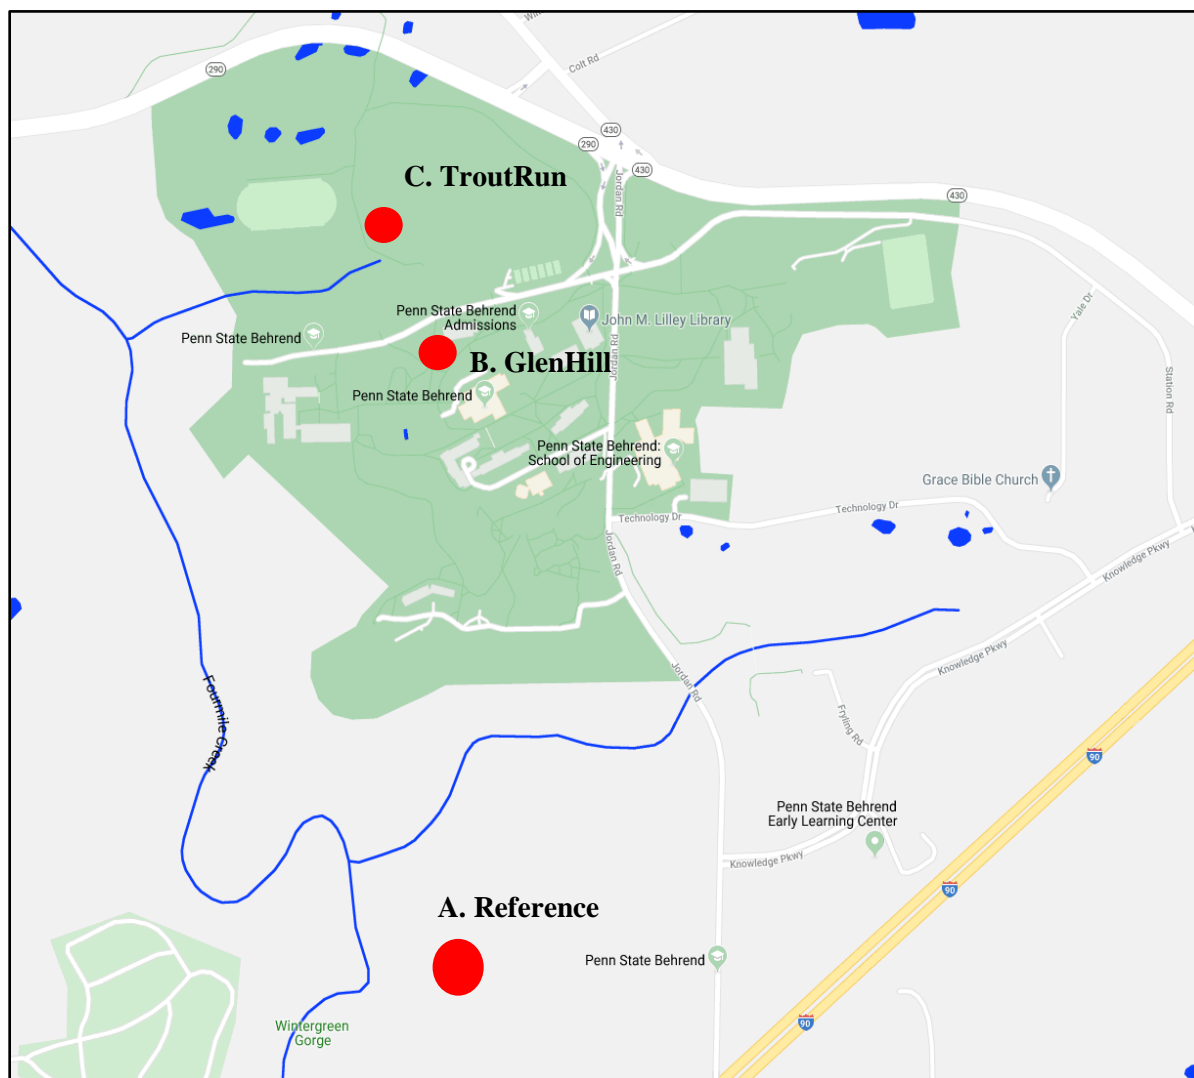 Colt Rd
290
430
290
430
430
C. TroutRun
Jordan Rd
Penn State Behrend
Admissions
John M. Lilley Library
Penn State Behrend
Yale Dr
B. GlenHill
Jordan Rd
Penn State Behrend
Station Rd
Penn State Behrend:
School of Engineering
Grace Bible Church
Technology Dr
Technology Dr
Jordan Rd
Knowledge Pkwy
Knowledge Pkwy
Jordan Rd
Fourmile Creek
Fryling Rd
90
Penn State Behrend
Early Learning Center
Knowledge Pkwy
90
A. Reference
Penn State Behrend
90
Wintergreen
Gorge